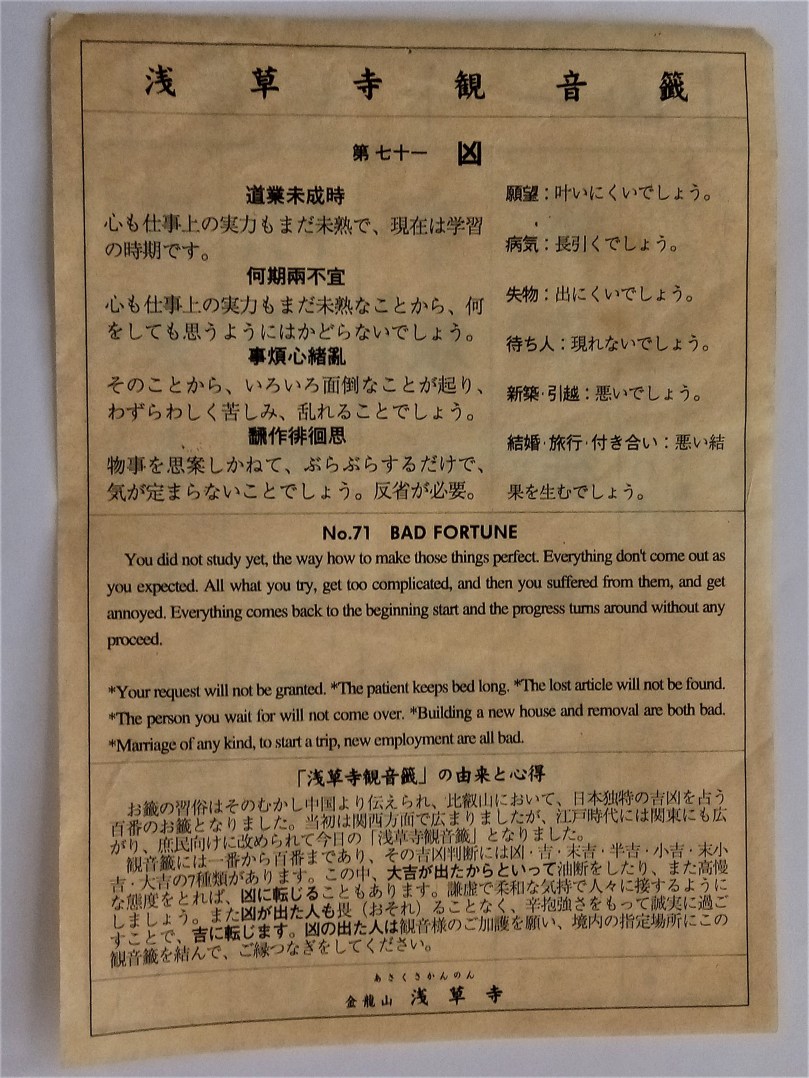 浅草寺観音籤
第七十一 凶
道業未成時
心も仕事上の実力もまだ未熟で、現在は学習
の時期です。
何期兩不宜
心も仕事上の実力もまだ未熟なことから、何
をしても思うようにはかどらないでしょう。
事煩心緒亂
そのことから、いろいろ面倒なことが起り、
わずらわしく苦しみ、乱れることでしょう。
翻作徘徊思
物事を思案しかねて、ぶらぶらするだけで、
気が定まらないことでしょう。反省が必要。
願望：叶いにくいでしょう。
病気：長引くでしょう。
失物：出にくいでしょう。
待ち人：現れないでしょう。
新築・引越：悪いでしょう。
結婚・旅行・付き合い：悪い結
果を生むでしょう。
No.71 BAD FORTUNE
You did not study yet, the way how to make those things perfect. Everything don't come out as
you expected. All what you try, get too complicated, and then you suffered from them, and get
annoyed. Everything comes back to the beginning start and the progress turns around without any
proceed.
*Your request will not be granted. *The patient keeps bed long. *The lost article will not be found.
*The person you wait for will not come over. *Building a new house and removal are both bad.
*Marriage of any kind, to start a trip, new employment are all bad.
「浅草寺観音籤」の由来と心得
お籤の習俗はそのむかし中国より伝えられ、比叡山において、日本独特の吉凶を占う
百番のお籤となりました。当初は関西方面で広まりましたが、江戸時代には関東にも広
がり、庶民向けに改められて今日の「浅草寺観音籤」となりました。
観音籤には一番から百番まであり、その吉凶判断には凶・吉・末吉・半吉・小吉・末小
吉・大吉の7種類があります。この中、大吉が出たからといって油断をしたり、また高慢
な態度をとれば、凶に転じることもあります。謙虚で柔和な気持で人々に接するように
しましょう。また凶が出た人も畏（おそれ）ることなく、辛抱強さをもって誠実に過ご
すことで、吉に転じます。凶の出た人は観音様のご加護を願い、境内の指定場所にこの
観音籤を結んで、ご縁つなぎをしてください。
あさくさかんのん
金龍山 浅草寺